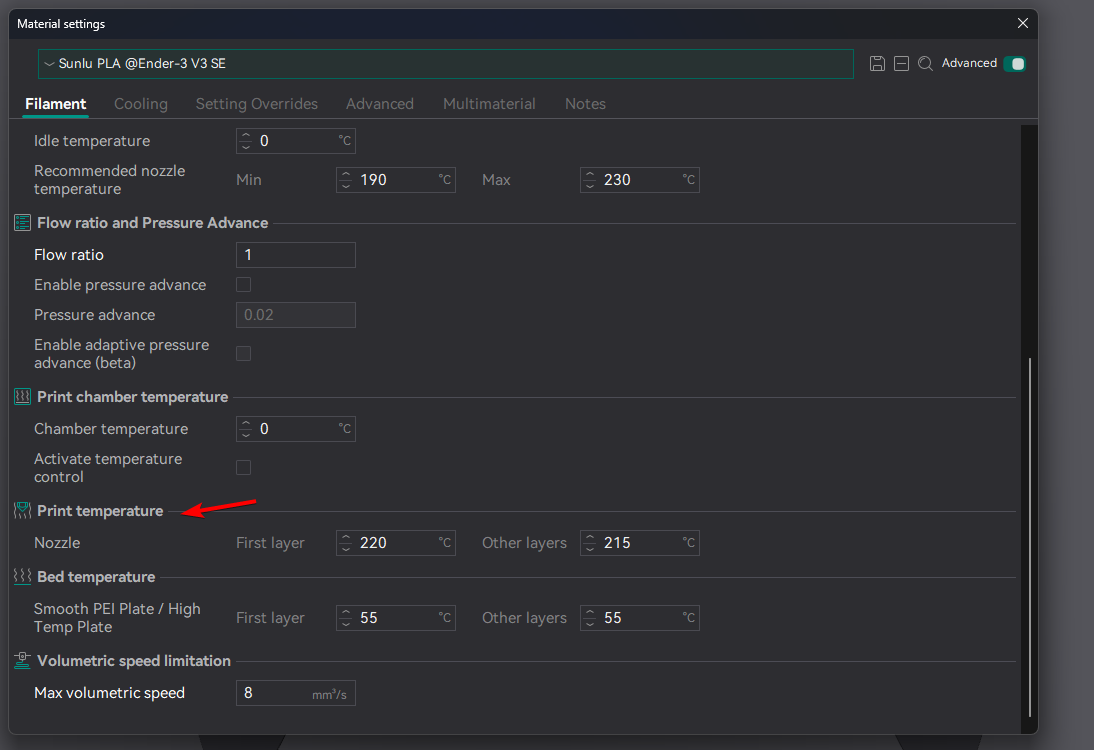 Material settings
Sunlu PLA @Ender-3 V3 SE
Advanced
Filament Cooling Setting Overrides Advanced Multimaterial Notes
Idle temperature 0 °C
Recommended nozzle
temperature Min 190 °C Max 230 °C
Flow ratio and Pressure Advance
Flow ratio 1
Enable pressure advance
Pressure advance 0.02
Enable adaptive pressure
advance (beta)
Print chamber temperature
Chamber temperature 0 °C
Activate temperature
control
Print temperature
Nozzle First layer 220 °C Other layers 215 °C
Bed temperature
Smooth PEI Plate / High
Temp Plate First layer 55 °C Other layers 55 °C
Volumetric speed limitation
Max volumetric speed 8 mm³/s